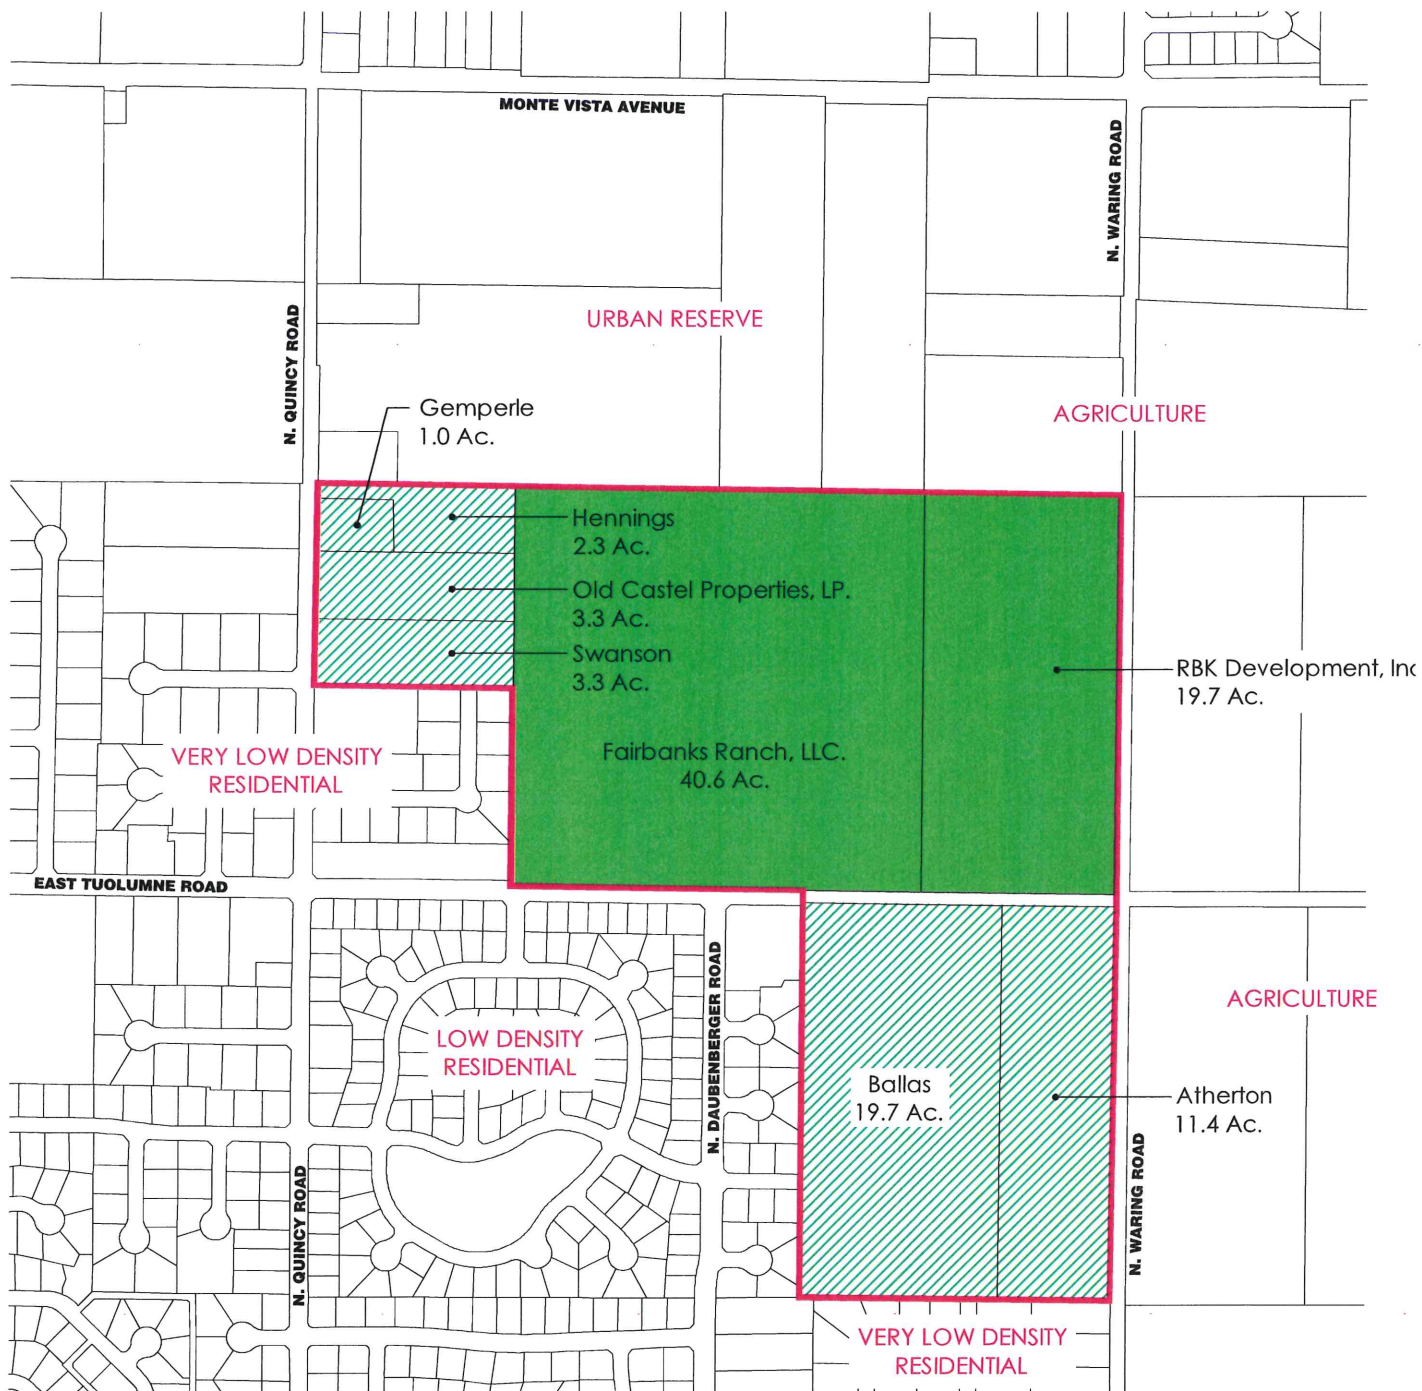 MONTE VISTA AVENUE
N. WARING ROAD
URBAN RESERVE
N. QUINCY ROAD
AGRICULTURE
Gemperle
1.0 Ac.
Hennings
2.3 Ac.
Old Castel Properties, LP.
3.3 Ac.
Swanson
3.3 Ac.
RBK Development, Inc
19.7 Ac.
Fairbanks Ranch, LLC.
40.6 Ac.
VERY LOW DENSITY
RESIDENTIAL
EAST TUOLUMNE ROAD
N. DAUBENBERGER ROAD
AGRICULTURE
LOW DENSITY
RESIDENTIAL
Ballas
19.7 Ac.
Atherton
11.4 Ac.
N. QUINCY ROAD
N. WARING ROAD
VERY LOW DENSITY
RESIDENTIAL